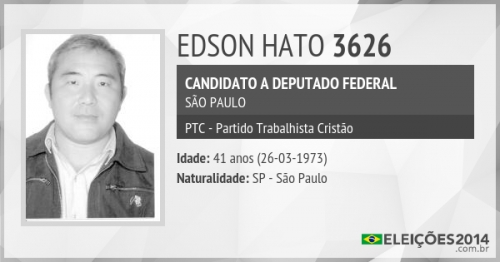 EDSON HATO 3626
CANDIDATO A DEPUTADO FEDERAL
SÃO PAULO
PTC - Partido Trabalhista Cristão
Idade: 41 anos (26-03-1973)
Naturalidade: SP - São Paulo
ELEIÇÕES2014
.com.br